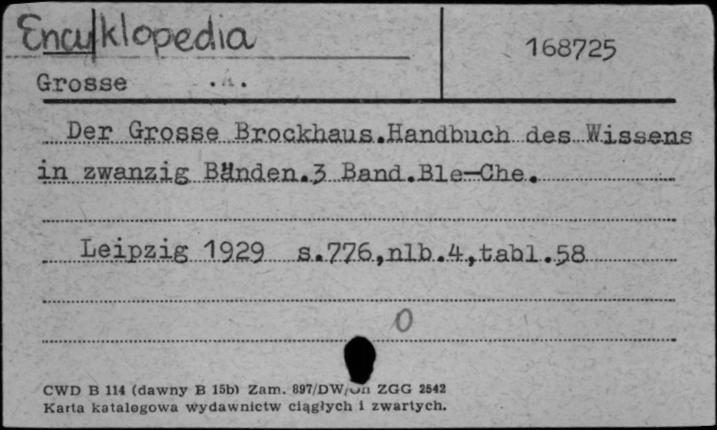 Encyklopedia
168725
Grosse
Der Grosse Brockhaus.Handbuch des Wissens
in zwanzig Bänden.3 Band.Ble-Che.
Leipzig 1929 s.776,nlb.4,tabl.58
0
CWD B 114 (dawny B 15b) Zam. 897/DW/ ZGG 2542
Karta katalogowa wydawnictw ciągłych i zwartych.